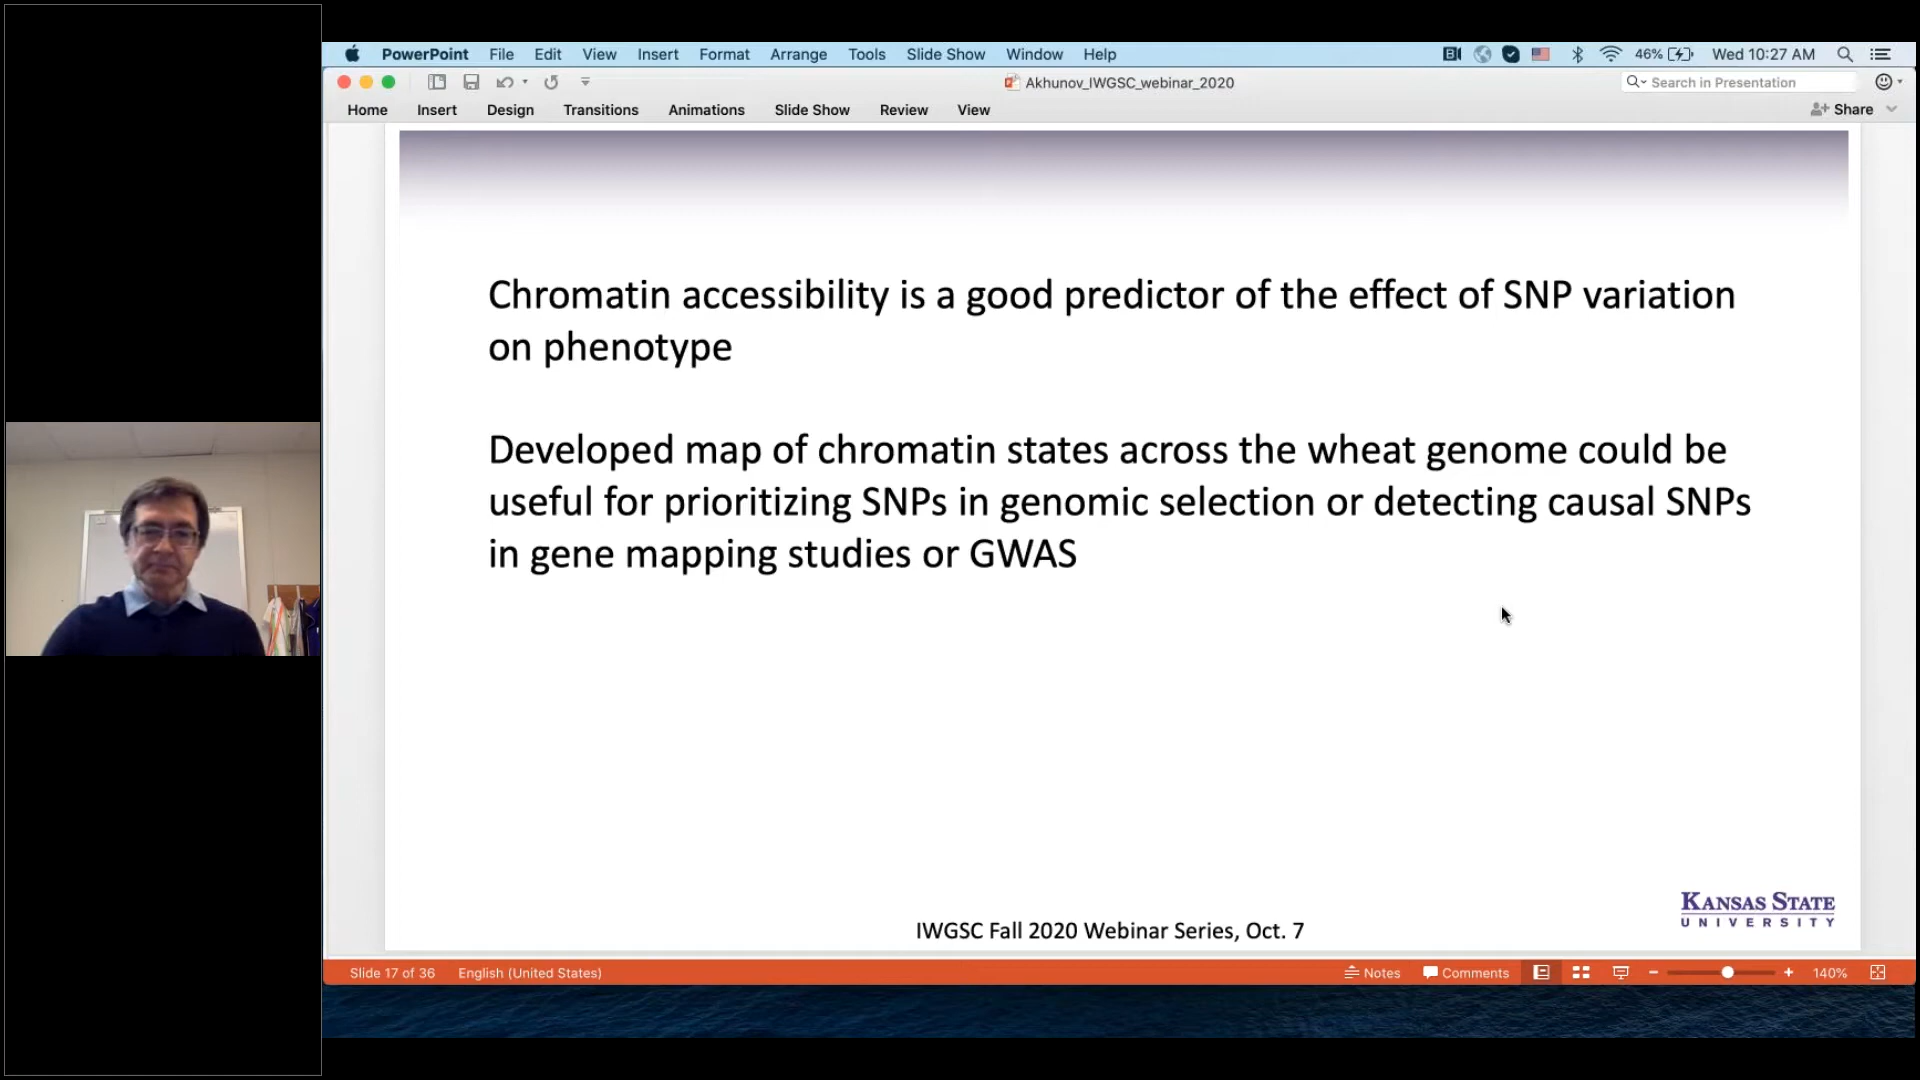 PowerPoint File Edit View Insert Format Arrange Tools Slide Show Window Help 46% Wed 10:27 AM
Akhunov_IWGSC_webinar_2020 Search in Presentation
Home Insert Design Transitions Animations Slide Show Review View Share
Chromatin accessibility is a good predictor of the effect of SNP variation
on phenotype
Developed map of chromatin states across the wheat genome could be
useful for prioritizing SNPs in genomic selection or detecting causal SNPs
in gene mapping studies or GWAS
KANSAS STATE
UNIVERSITY
IWGSC Fall 2020 Webinar Series, Oct. 7
Slide 17 of 36 English (United States) Notes Comments 140%